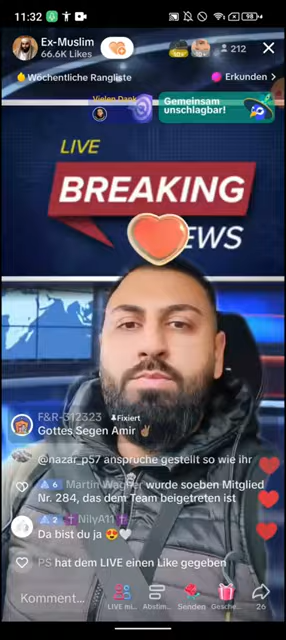 11:32
98
Ex-Muslim
66.6K Likes
212
Wöchentliche Rangliste
Erkunden >
Vielen Dank
Gemeinsam
unschlagbar!
LIVE
BREAKING
EWS
F&R-312323 Fixiert
Gottes Segen Amir ✌🏽
@nazar_p57 ansprüche gestellt so wie ihr
6 Martin Wagner wurde soeben Mitglied
Nr. 284, das dem Team beigetreten ist
2 ✝️NilyA11✝️
Da bist du ja 😍🤍
PS hat dem LIVE einen Like gegeben
Komment...
LIVE mi...
Abstim...
Senden
Gesche...
26